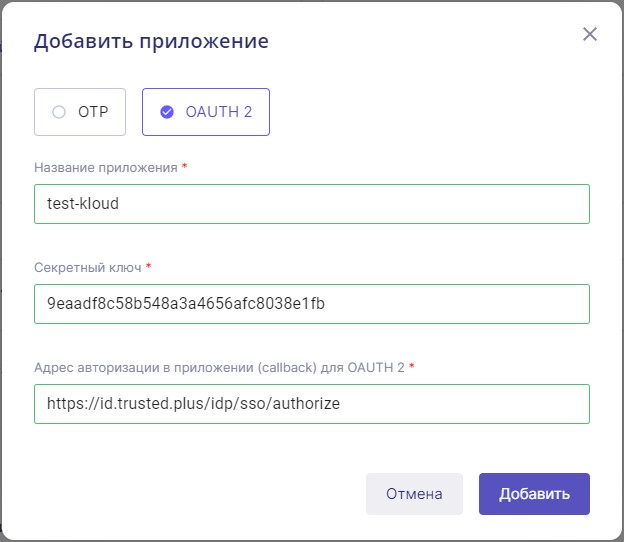 Добавить приложение
OTP
OAUTH 2
Название приложения *
test-kloud
Секретный ключ *
9eaadf8c58b548a3a4656afc8038e1fb
Адрес авторизации в приложении (callback) для OAUTH 2 *
https://id.trusted.plus/idp/sso/authorize
Отмена
Добавить